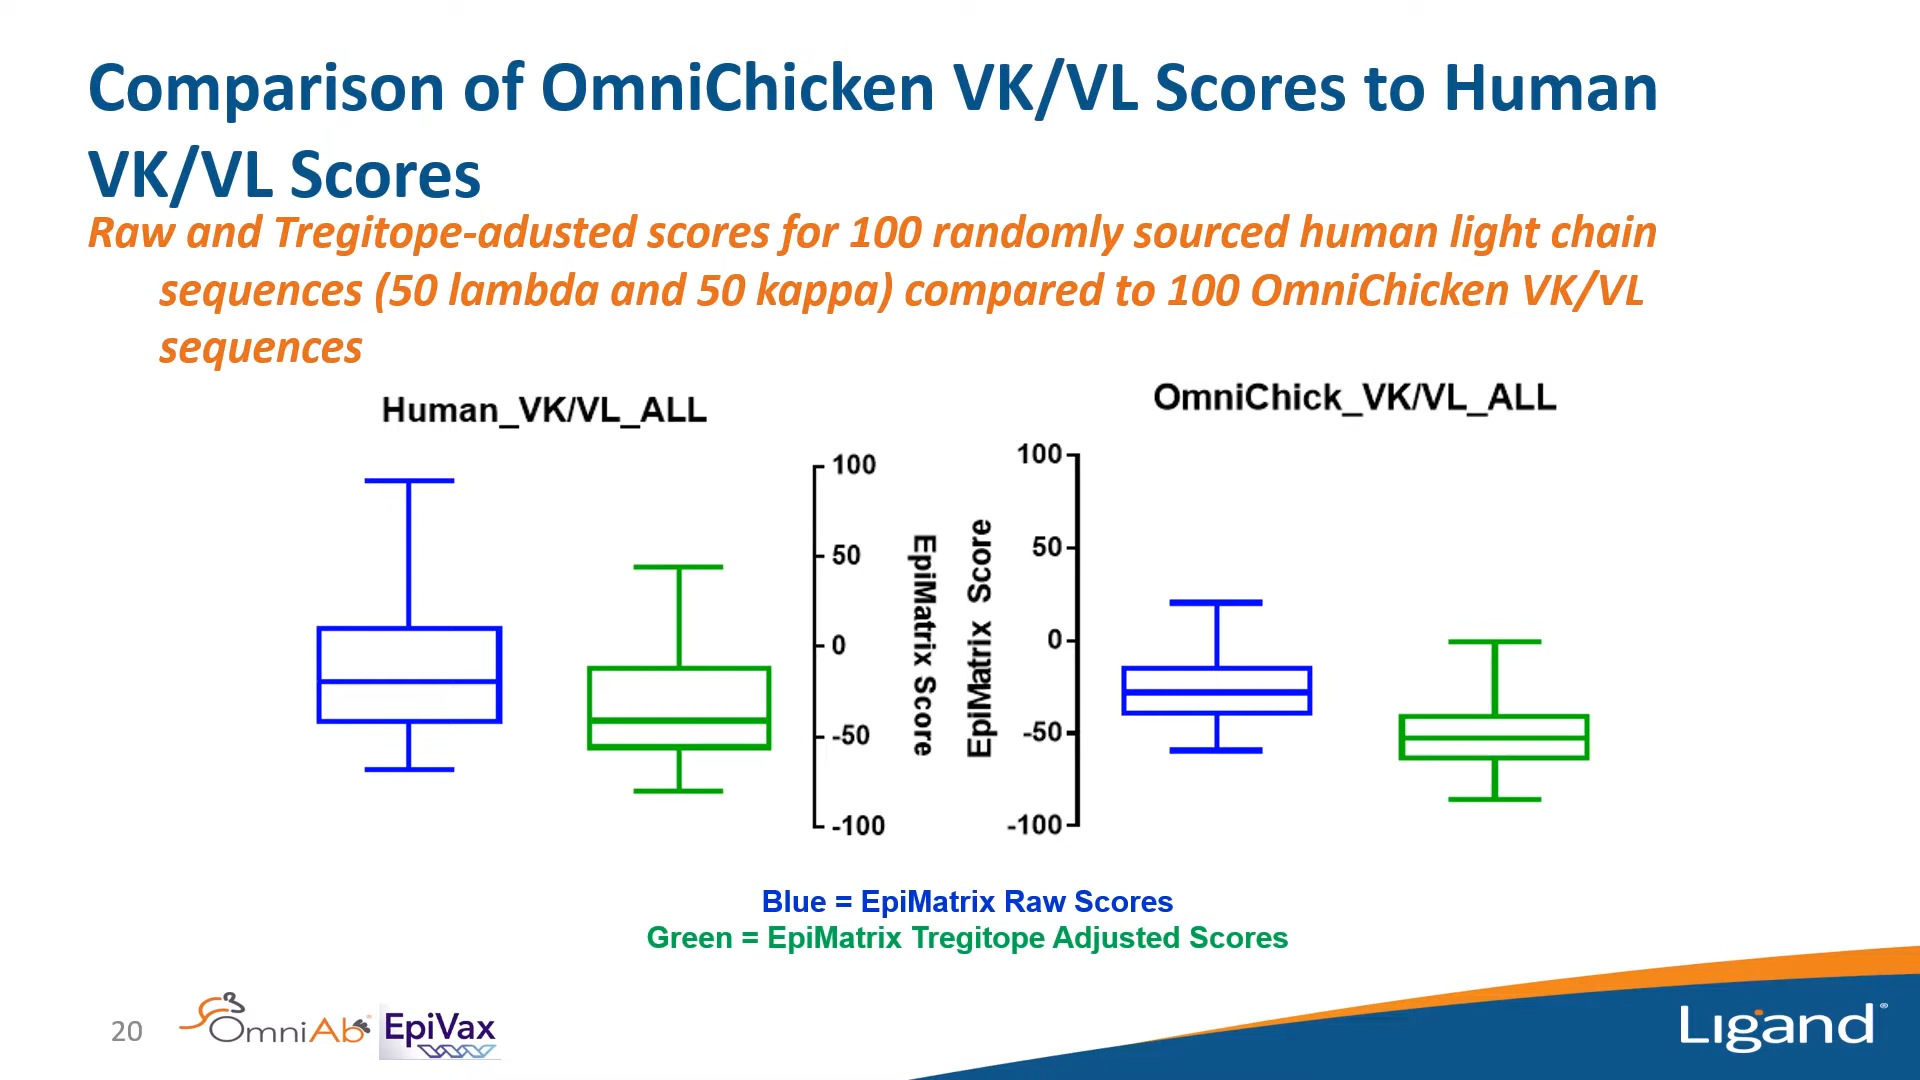 Comparison of OmniChicken VK/VL Scores to Human
VK/VL Scores
Raw and Tregitope-adusted scores for 100 randomly sourced human light chain
sequences (50 lambda and 50 kappa) compared to 100 OmniChicken VK/VL
sequences
Human_VK/VL_ALL
100
50
0
-50
-100
EpiMatrix Score
OmniChick_VK/VL_ALL
EpiMatrix Score
100
50
0
-50
-100
Blue = EpiMatrix Raw Scores
Green = EpiMatrix Tregitope Adjusted Scores
20
OmniAb
EpiVax
Ligand®